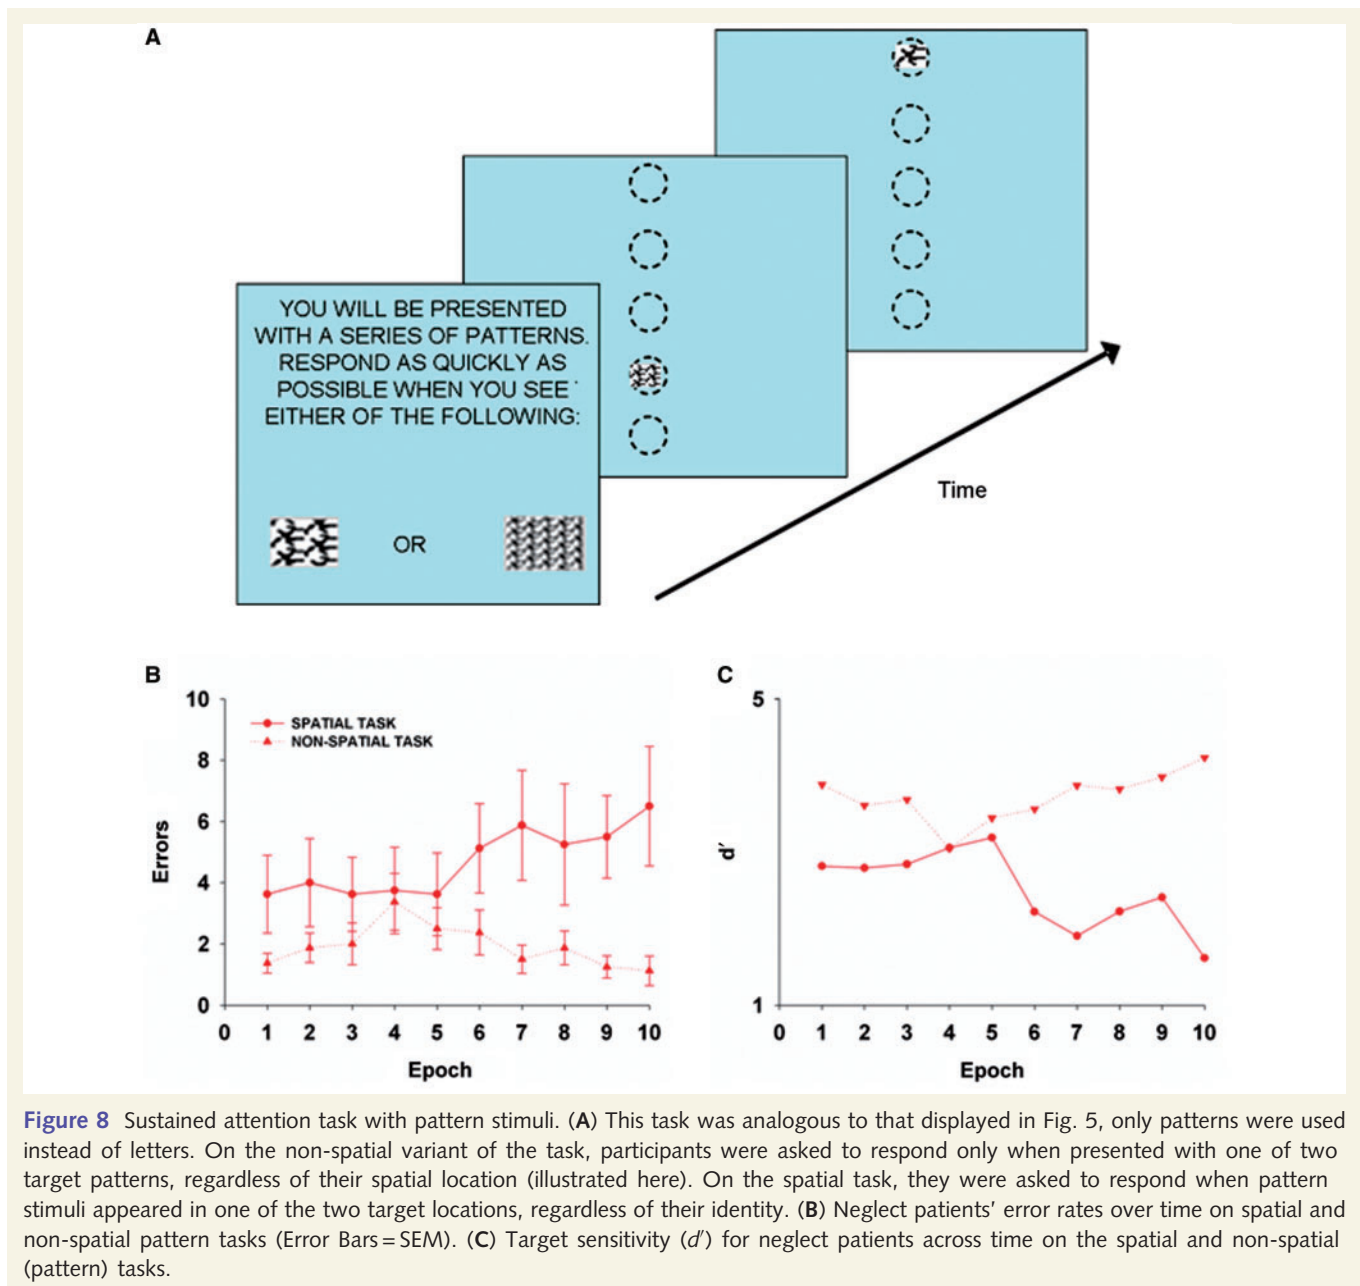 A
YOU WILL BE PRESENTED
WITH A SERIES OF PATTERNS.
RESPOND AS QUICKLY AS
POSSIBLE WHEN YOU SEE
EITHER OF THE FOLLOWING:
OR
Time
B
10
8
6
4
2
0
Errors
SPATIAL TASK
NON-SPATIAL TASK
0 1 2 3 4 5 6 7 8 9 10
Epoch
C
5
1
d′
0 1 2 3 4 5 6 7 8 9 10
Epoch
Figure 8 Sustained attention task with pattern stimuli. (A) This task was analogous to that displayed in Fig. 5, only patterns were used
instead of letters. On the non-spatial variant of the task, participants were asked to respond only when presented with one of two
target patterns, regardless of their spatial location (illustrated here). On the spatial task, they were asked to respond when pattern
stimuli appeared in one of the two target locations, regardless of their identity. (B) Neglect patients' error rates over time on spatial and
non-spatial pattern tasks (Error Bars = SEM). (C) Target sensitivity (d′) for neglect patients across time on the spatial and non-spatial
(pattern) tasks.